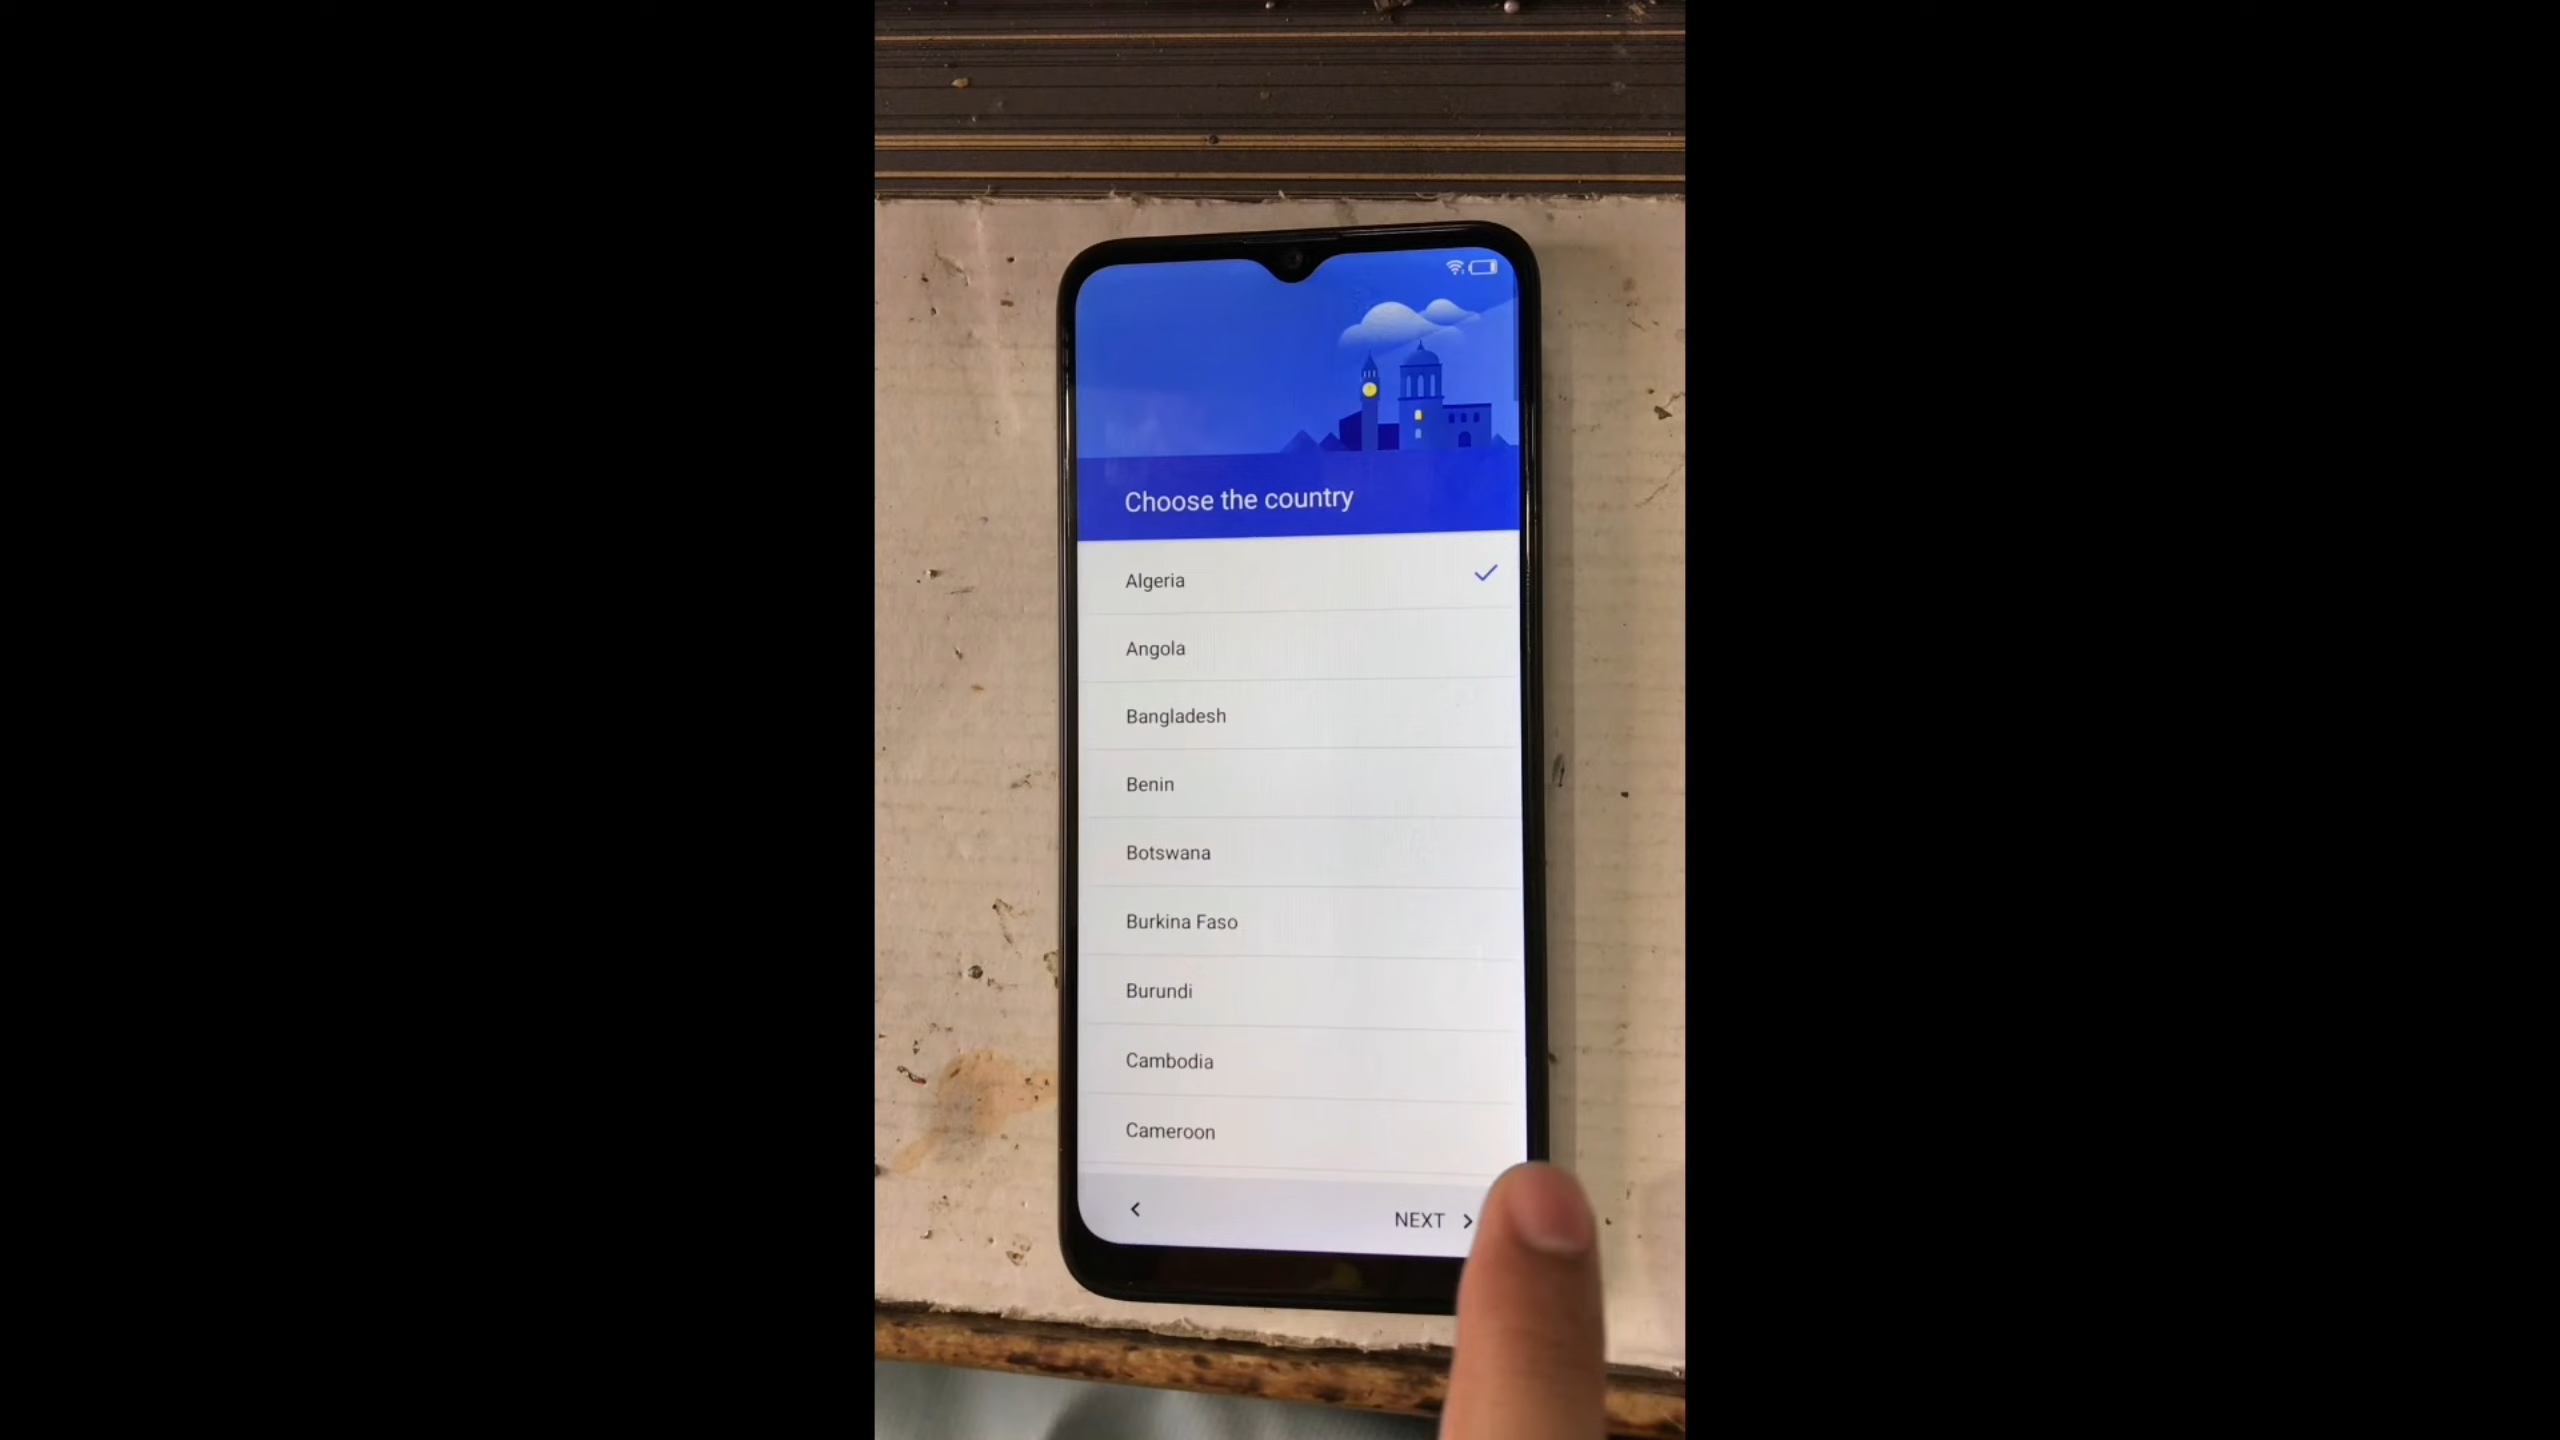 Choose the country
Algeria
Angola
Bangladesh
Benin
Botswana
Burkina Faso
Burundi
Cambodia
Cameroon
NEXT